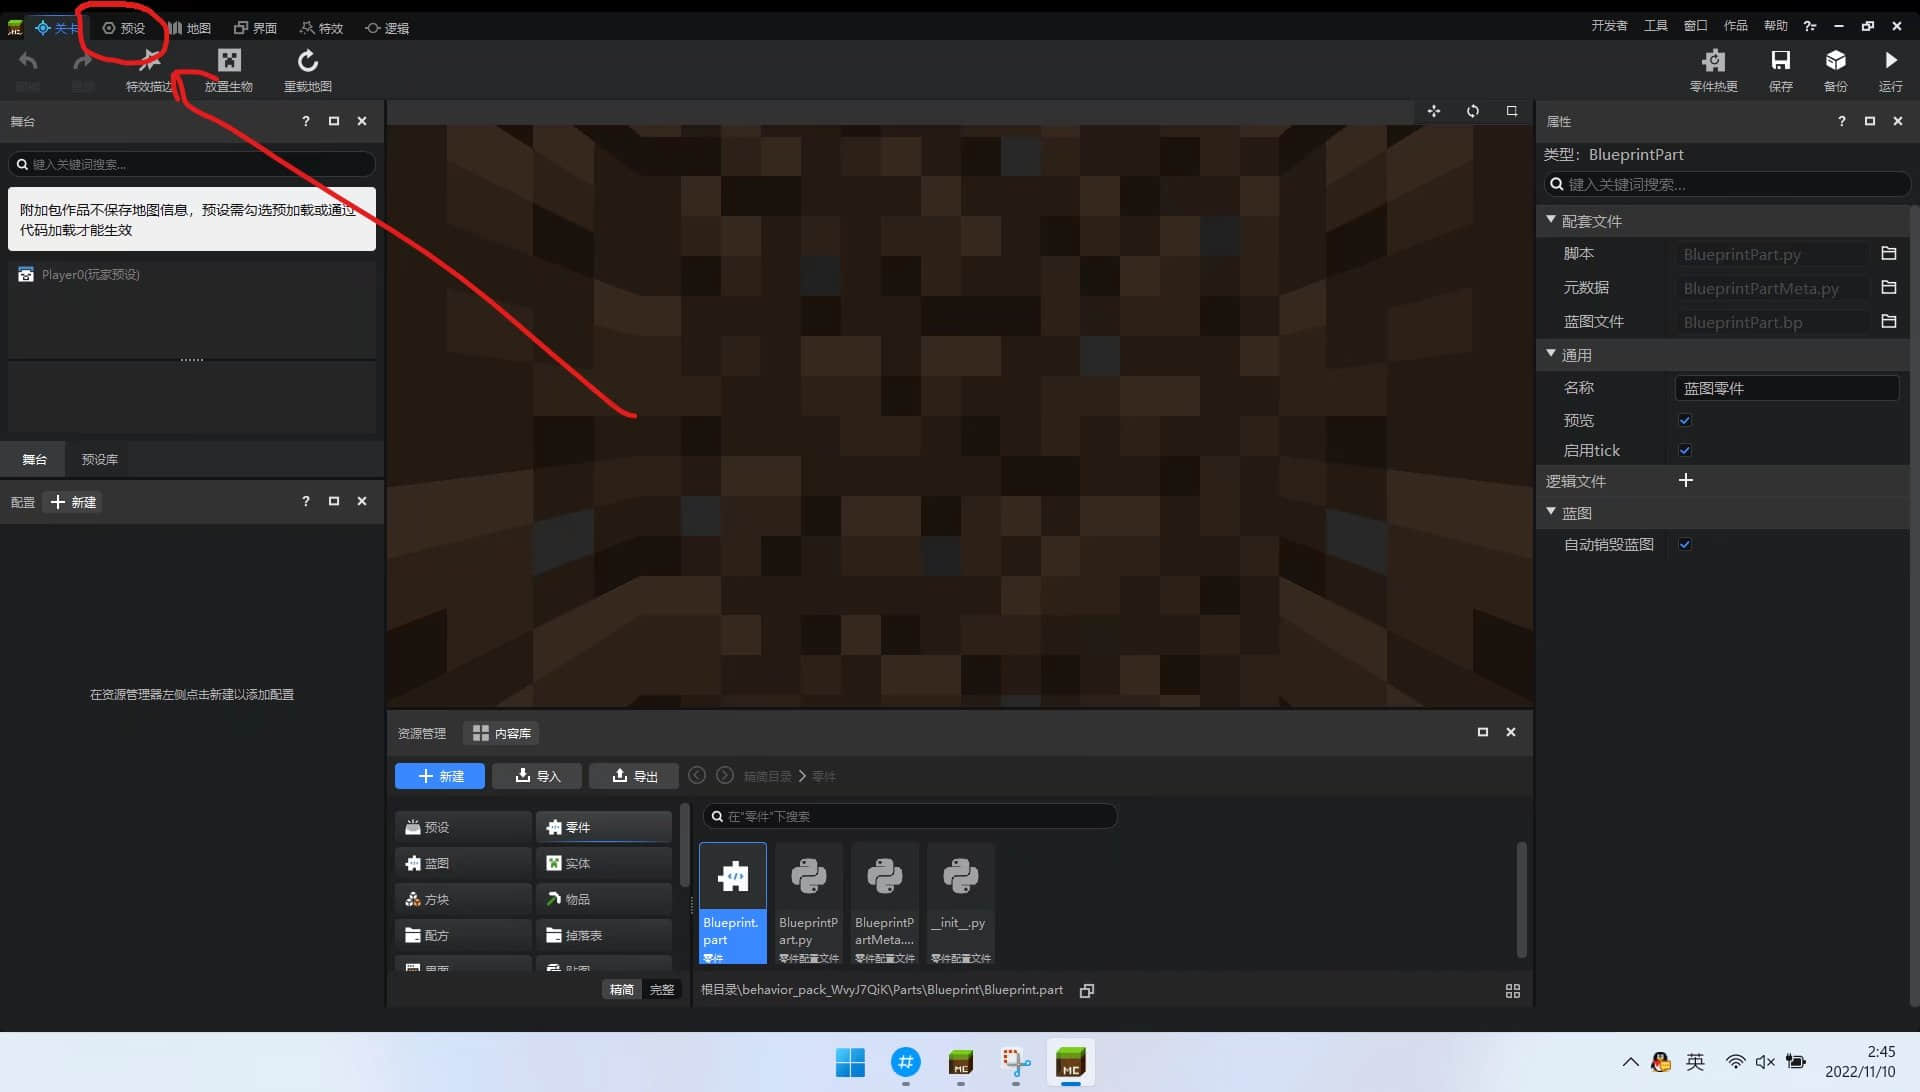 关卡
预设
地图
界面
特效
逻辑
开发者
工具
窗口
作品
帮助
特效描边
放置生物
重载地图
零件热更
保存
备份
运行
舞台
键入关键词搜索...
附加包作品不保存地图信息，预设需勾选预加载或通过
代码加载才能生效
Player0(玩家预设)
舞台
预设库
配置
新建
在资源管理器左侧点击新建以添加配置
资源管理
内容库
新建
导入
导出
精简目录
零件
预设
零件
蓝图
实体
方块
物品
配方
掉落表
界面
贴图
精简
完整
在"零件"下搜索
Blueprint.
part
零件
BlueprintP
art.py
零件配置文件
BlueprintP
artMeta....
零件配置文件
__init__.py
零件配置文件
根目录\behavior_pack_WvyJ7QiK\Parts\Blueprint\Blueprint.part
属性
类型：BlueprintPart
键入关键词搜索...
配套文件
脚本
BlueprintPart.py
元数据
BlueprintPartMeta.py
蓝图文件
BlueprintPart.bp
通用
名称
蓝图零件
预览
启用tick
逻辑文件
蓝图
自动销毁蓝图
MC
MC
英
2:45
2022/11/10